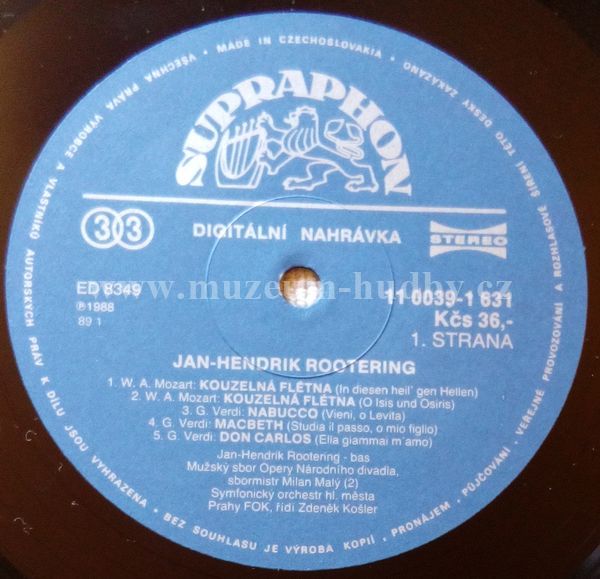 VŠECHNA PRÁVA VÝROBCE A VLASTNÍKŮ AUTORSKÝCH PRÁV K DÍLU JSOU VYHRAZENA • BEZ SOUHLASU JE VÝROBA KOPIÍ • PRONÁJEM • PŮJČOVÁNÍ • VEŘEJNÉ PROVOZOVÁNÍ A ROZHLASOVÉ ŠÍŘENÍ TÉTO DESKY ZAKÁZÁNO • MADE IN CZECHOSLOVAKIA •
SUPRAPHON
33
DIGITÁLNÍ NAHRÁVKA
STEREO
www.muzeum-hudby.cz
ED 8349
℗1988
89 1
11 0039-1 631
Kčs 36,-
1. STRANA
JAN-HENDRIK ROOTERING
1. W. A. Mozart: KOUZELNÁ FLÉTNA (In diesen heil' gen Hellen)
2. W. A. Mozart: KOUZELNÁ FLÉTNA (O Isis und Osiris)
3. G. Verdi: NABUCCO (Vieni, o Levita)
4. G. Verdi: MACBETH (Studia il passo, o mio figlio)
5. G. Verdi: DON CARLOS (Ella giammai m'amo)
Jan-Hendrik Rootering - bas
Mužský sbor Opery Národního divadla,
sbormistr Milan Malý (2)
Symfonický orchestr hl. města
Prahy FOK, řídí Zdeněk Košler